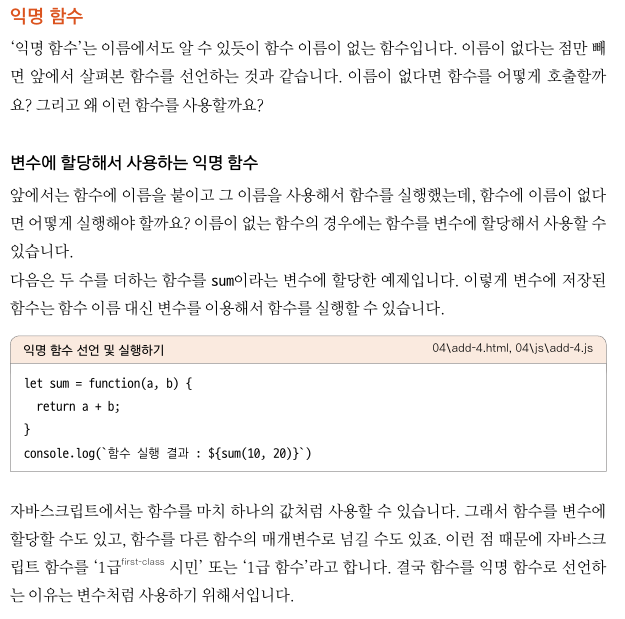 익명 함수
‘익명 함수’는 이름에서도 알 수 있듯이 함수 이름이 없는 함수입니다. 이름이 없다는 점만 빼
면 앞에서 살펴본 함수를 선언하는 것과 같습니다. 이름이 없다면 함수를 어떻게 호출할까
요? 그리고 왜 이런 함수를 사용할까요?
변수에 할당해서 사용하는 익명 함수
앞에서는 함수에 이름을 붙이고 그 이름을 사용해서 함수를 실행했는데, 함수에 이름이 없다
면 어떻게 실행해야 할까요? 이름이 없는 함수의 경우에는 함수를 변수에 할당해서 사용할 수
있습니다.
다음은 두 수를 더하는 함수를 sum이라는 변수에 할당한 예제입니다. 이렇게 변수에 저장된
함수는 함수 이름 대신 변수를 이용해서 함수를 실행할 수 있습니다.
익명 함수 선언 및 실행하기 04\add-4.html, 04\js\add-4.js
let sum = function(a, b) {
  return a + b;
}
console.log(`함수 실행 결과 : ${sum(10, 20)}`)
자바스크립트에서는 함수를 마치 하나의 값처럼 사용할 수 있습니다. 그래서 함수를 변수에
할당할 수도 있고, 함수를 다른 함수의 매개변수로 넘길 수도 있죠. 이런 점 때문에 자바스크
립트 함수를 ‘1급first-class 시민’ 또는 ‘1급 함수’라고 합니다. 결국 함수를 익명 함수로 선언하
는 이유는 변수처럼 사용하기 위해서입니다.